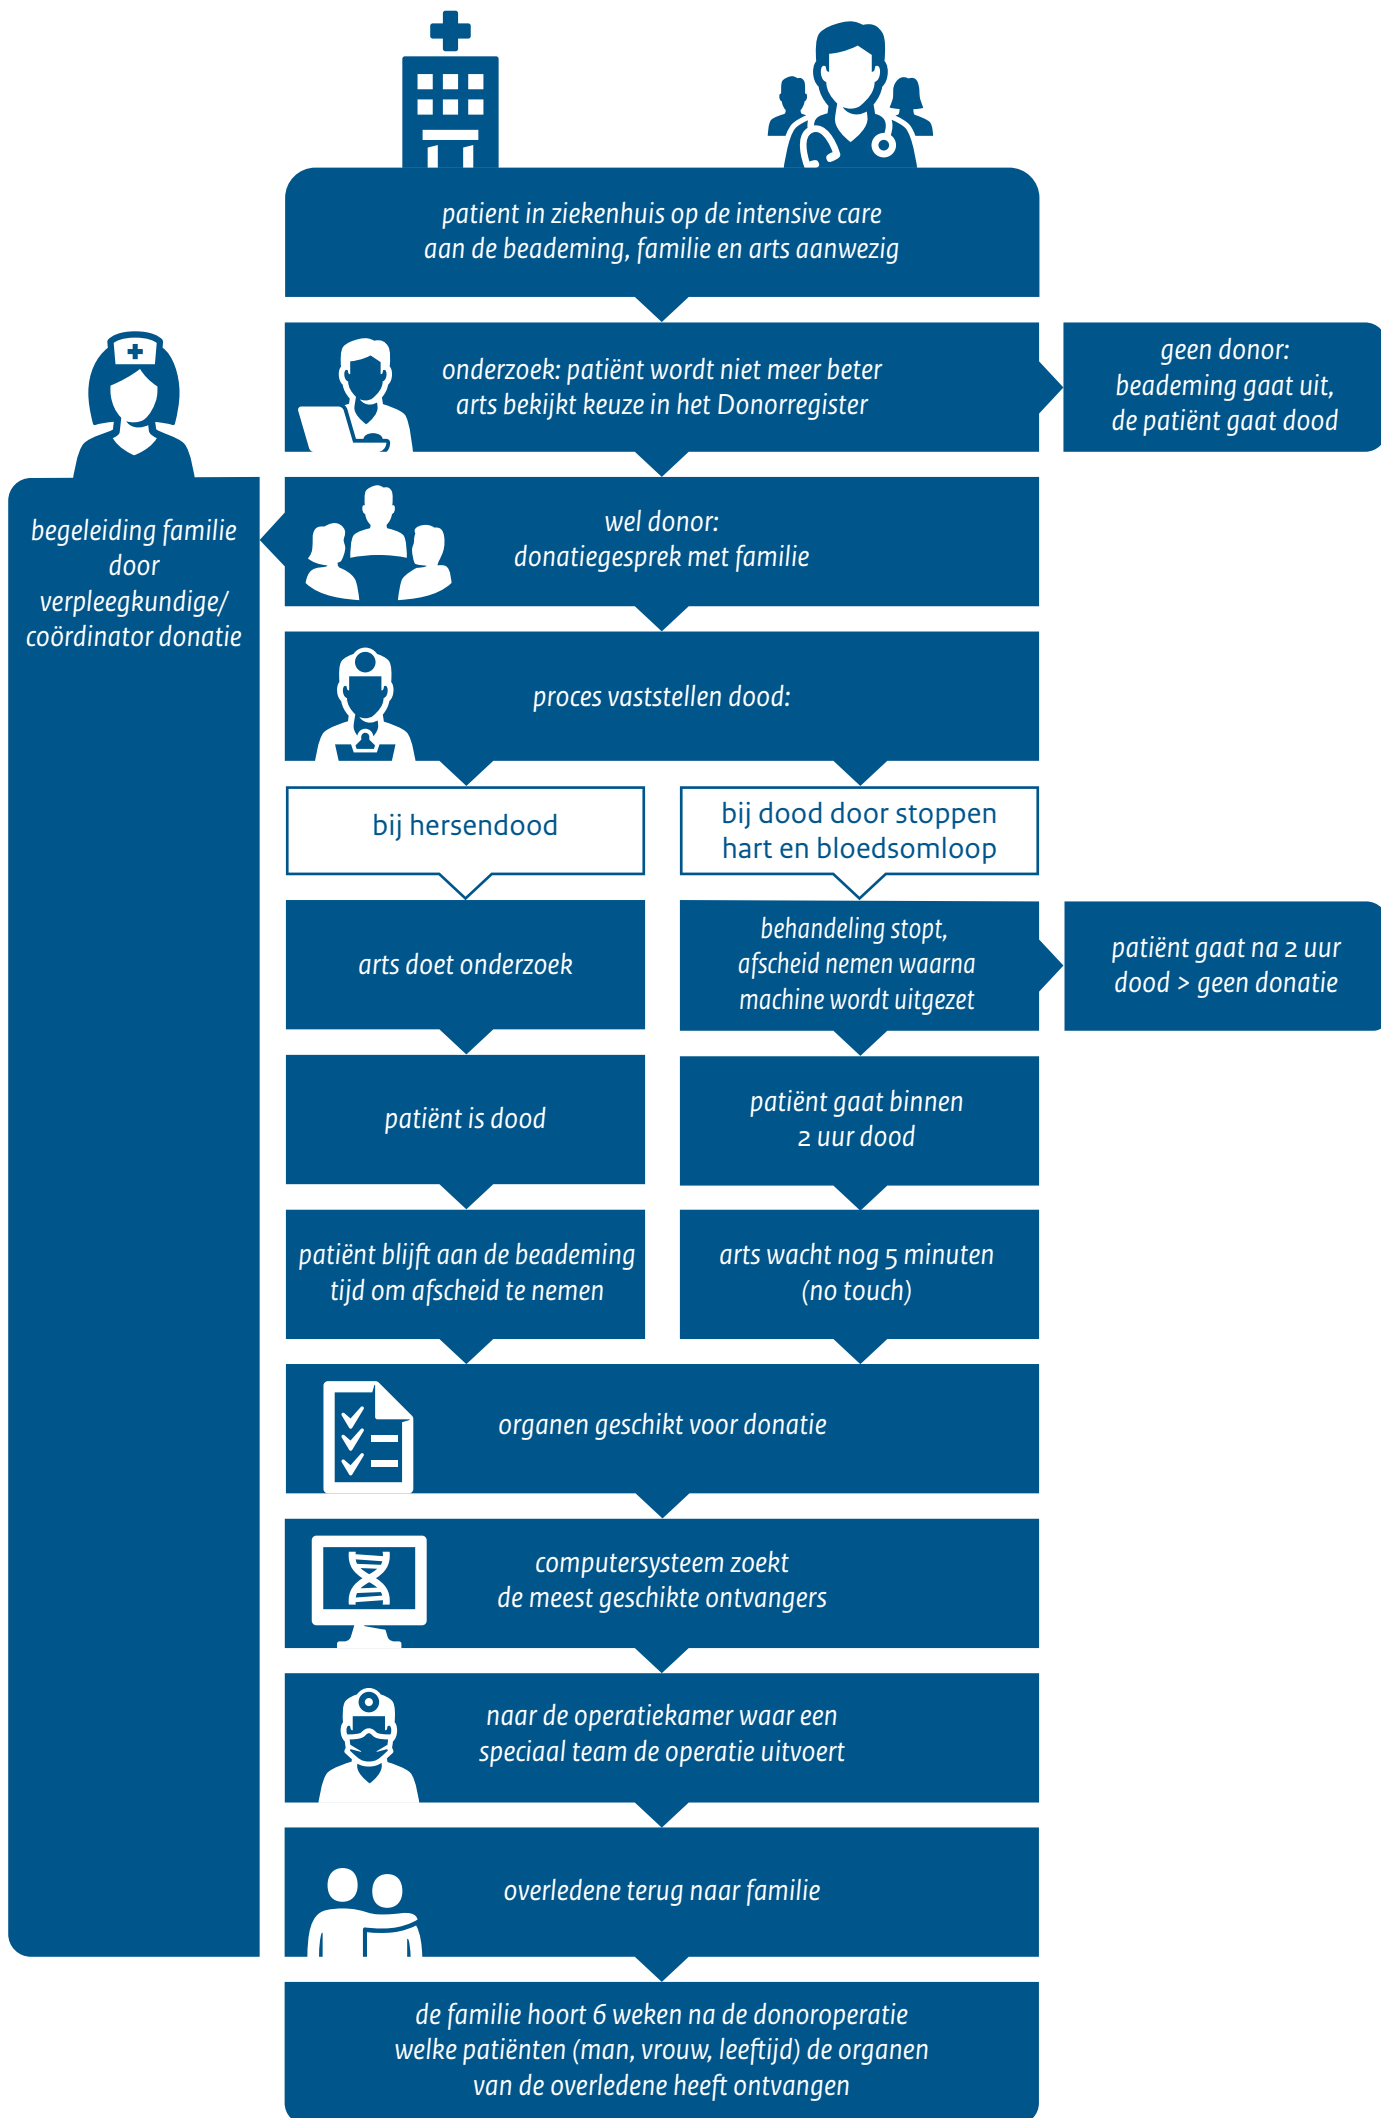 patient in ziekenhuis op de intensive care
aan de beademing, familie en arts aanwezig
onderzoek: patiënt wordt niet meer beter
arts bekijkt keuze in het Donorregister
geen donor:
beademing gaat uit,
de patiënt gaat dood
begeleiding familie
door
verpleegkundige/
coördinator donatie
wel donor:
donatiegesprek met familie
proces vaststellen dood:
bij hersendood
bij dood door stoppen
hart en bloedsomloop
arts doet onderzoek
behandeling stopt,
afscheid nemen waarna
machine wordt uitgezet
patiënt gaat na 2 uur
dood > geen donatie
patiënt is dood
patiënt gaat binnen
2 uur dood
patiënt blijft aan de beademing
tijd om afscheid te nemen
arts wacht nog 5 minuten
(no touch)
organen geschikt voor donatie
computersysteem zoekt
de meest geschikte ontvangers
naar de operatiekamer waar een
speciaal team de operatie uitvoert
overledene terug naar familie
de familie hoort 6 weken na de donoroperatie
welke patiënten (man, vrouw, leeftijd) de organen
van de overledene heeft ontvangen